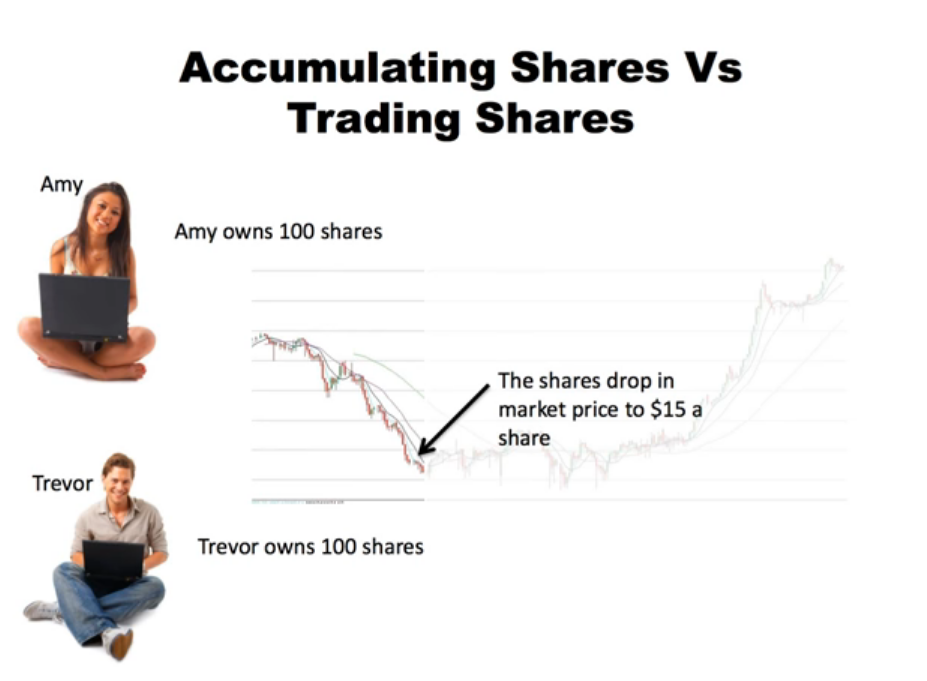 Accumulating Shares Vs
Trading Shares
Amy
Amy owns 100 shares
The shares drop in
market price to $15 a
share
Trevor
Trevor owns 100 shares